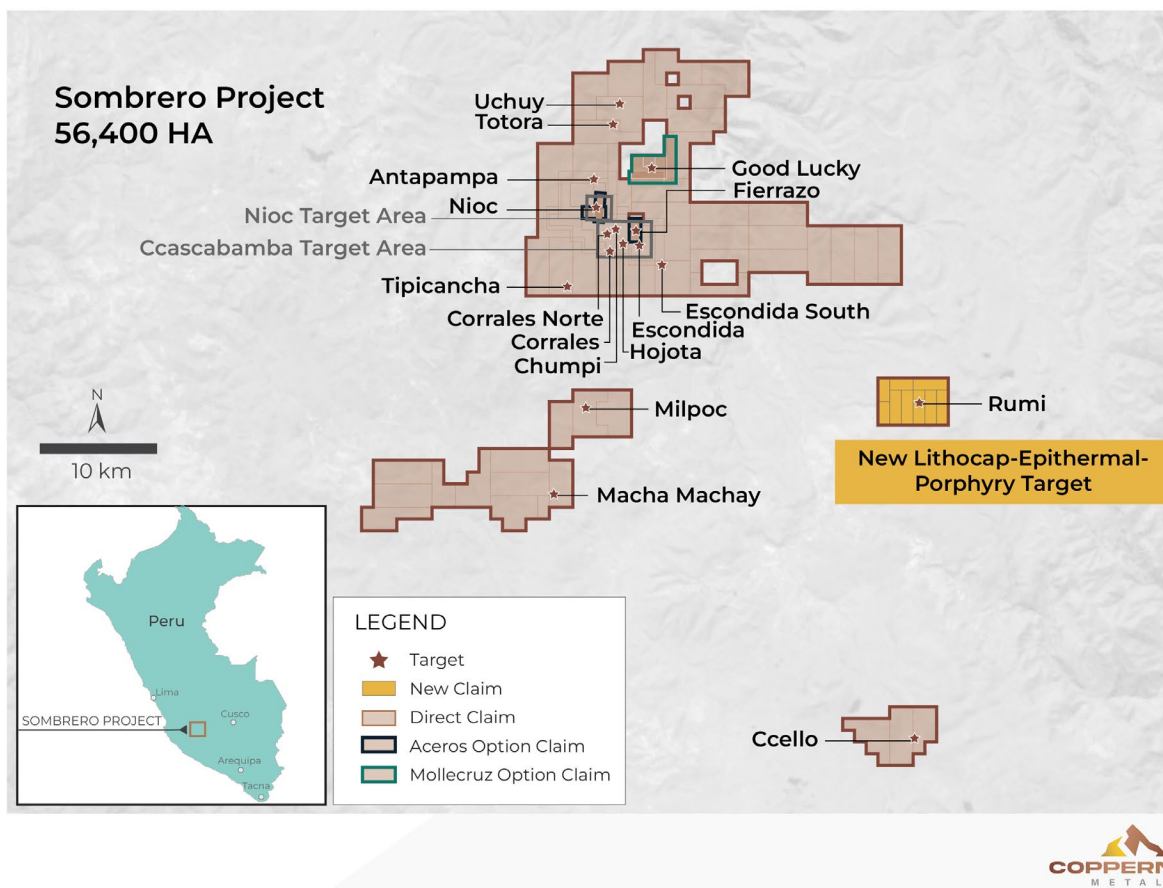 Sombrero Project
56,400 HA
Uchuy
Totora
Antapampa
Nioc
Nioc Target Area
Ccascabamba Target Area
Tipicancha
Corrales Norte
Corrales
Chumpi
Good Lucky
Fierrazo
Escondida South
Escondida
Hojota
N
10 km
Milpoc
Macha Machay
Rumi
New Lithocap-Epithermal-
Porphyry Target
Ccello
Peru
Lima
Cusco
SOMBRERO PROJECT
Arequipa
Tacna
LEGEND
Target
New Claim
Direct Claim
Aceros Option Claim
Mollecruz Option Claim
COPPERN
METAL